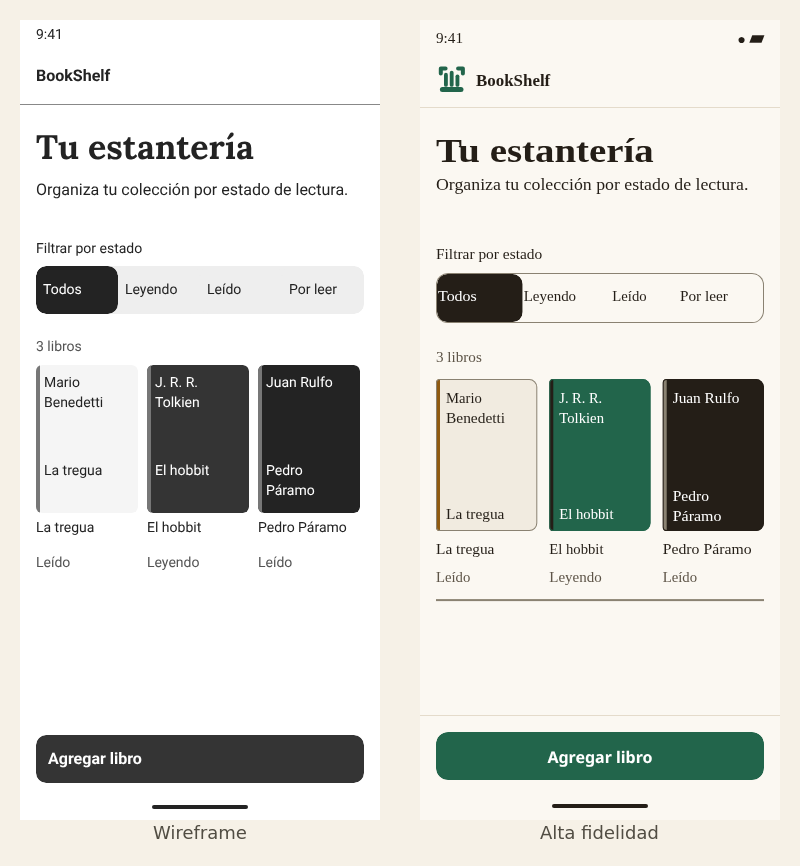 9:41
BookShelf
Tu estantería
Organiza tu colección por estado de lectura.
Filtrar por estado
Todos Leyendo Leído Por leer
3 libros
Mario
Benedetti
La tregua
J. R. R.
Tolkien
El hobbit
Juan Rulfo
Pedro
Páramo
La tregua El hobbit Pedro Páramo
Leído Leyendo Leído
Agregar libro
Wireframe
9:41
BookShelf
Tu estantería
Organiza tu colección por estado de lectura.
Filtrar por estado
Todos Leyendo Leído Por leer
3 libros
Mario
Benedetti
La tregua
J. R. R.
Tolkien
El hobbit
Juan Rulfo
Pedro
Páramo
La tregua El hobbit Pedro Páramo
Leído Leyendo Leído
Agregar libro
Alta fidelidad